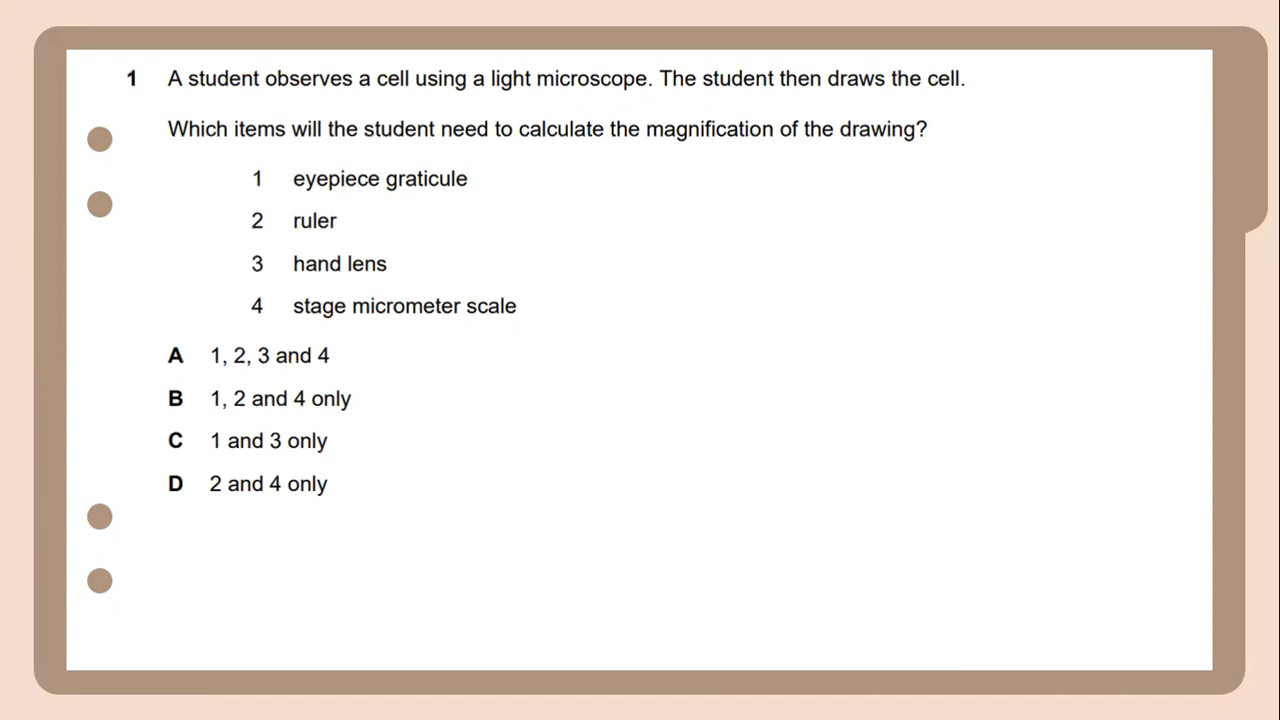 1 A student observes a cell using a light microscope. The student then draws the cell.
Which items will the student need to calculate the magnification of the drawing?
1 eyepiece graticule
2 ruler
3 hand lens
4 stage micrometer scale
A 1, 2, 3 and 4
B 1, 2 and 4 only
C 1 and 3 only
D 2 and 4 only